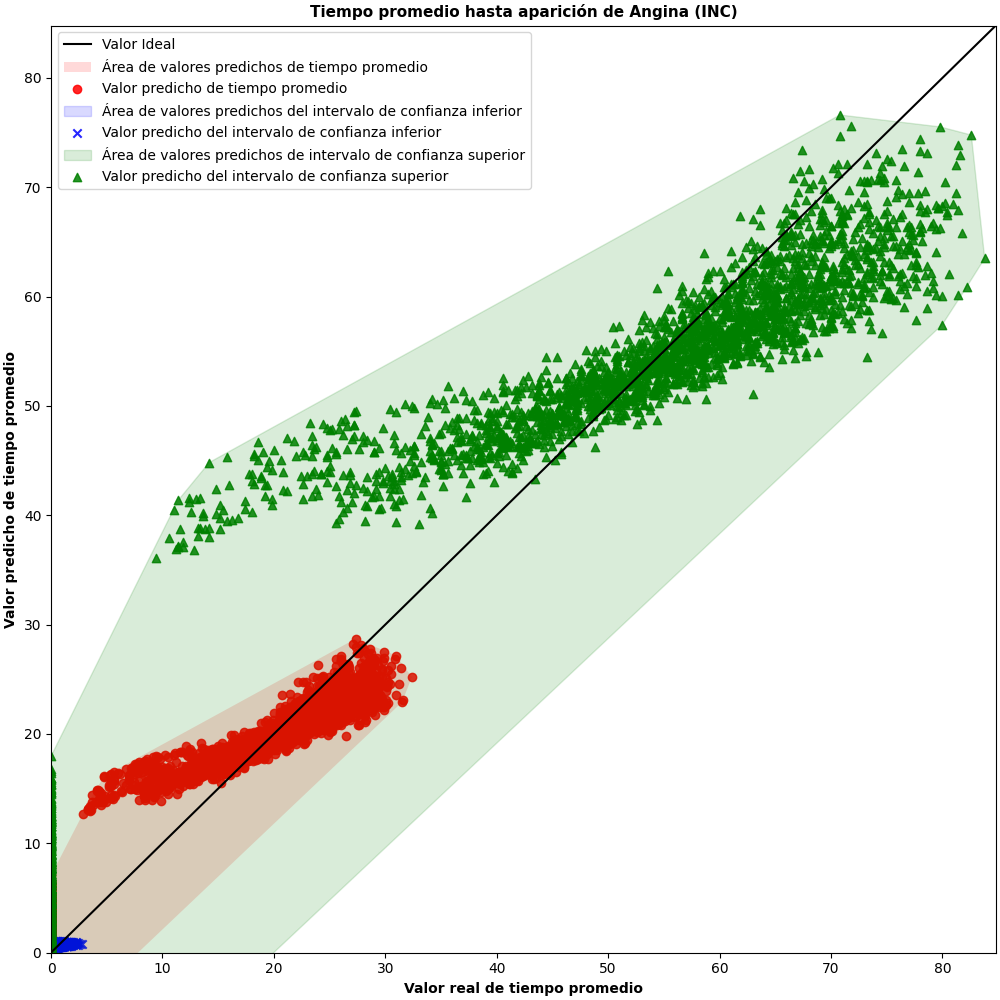 Tiempo promedio hasta aparición de Angina (INC)
Valor Ideal
Área de valores predichos de tiempo promedio
Valor predicho de tiempo promedio
Área de valores predichos del intervalo de confianza inferior
Valor predicho del intervalo de confianza inferior
Área de valores predichos de intervalo de confianza superior
Valor predicho del intervalo de confianza superior
Valor predicho de tiempo promedio
80
70
60
50
40
30
20
10
0
0 10 20 30 40 50 60 70 80
Valor real de tiempo promedio